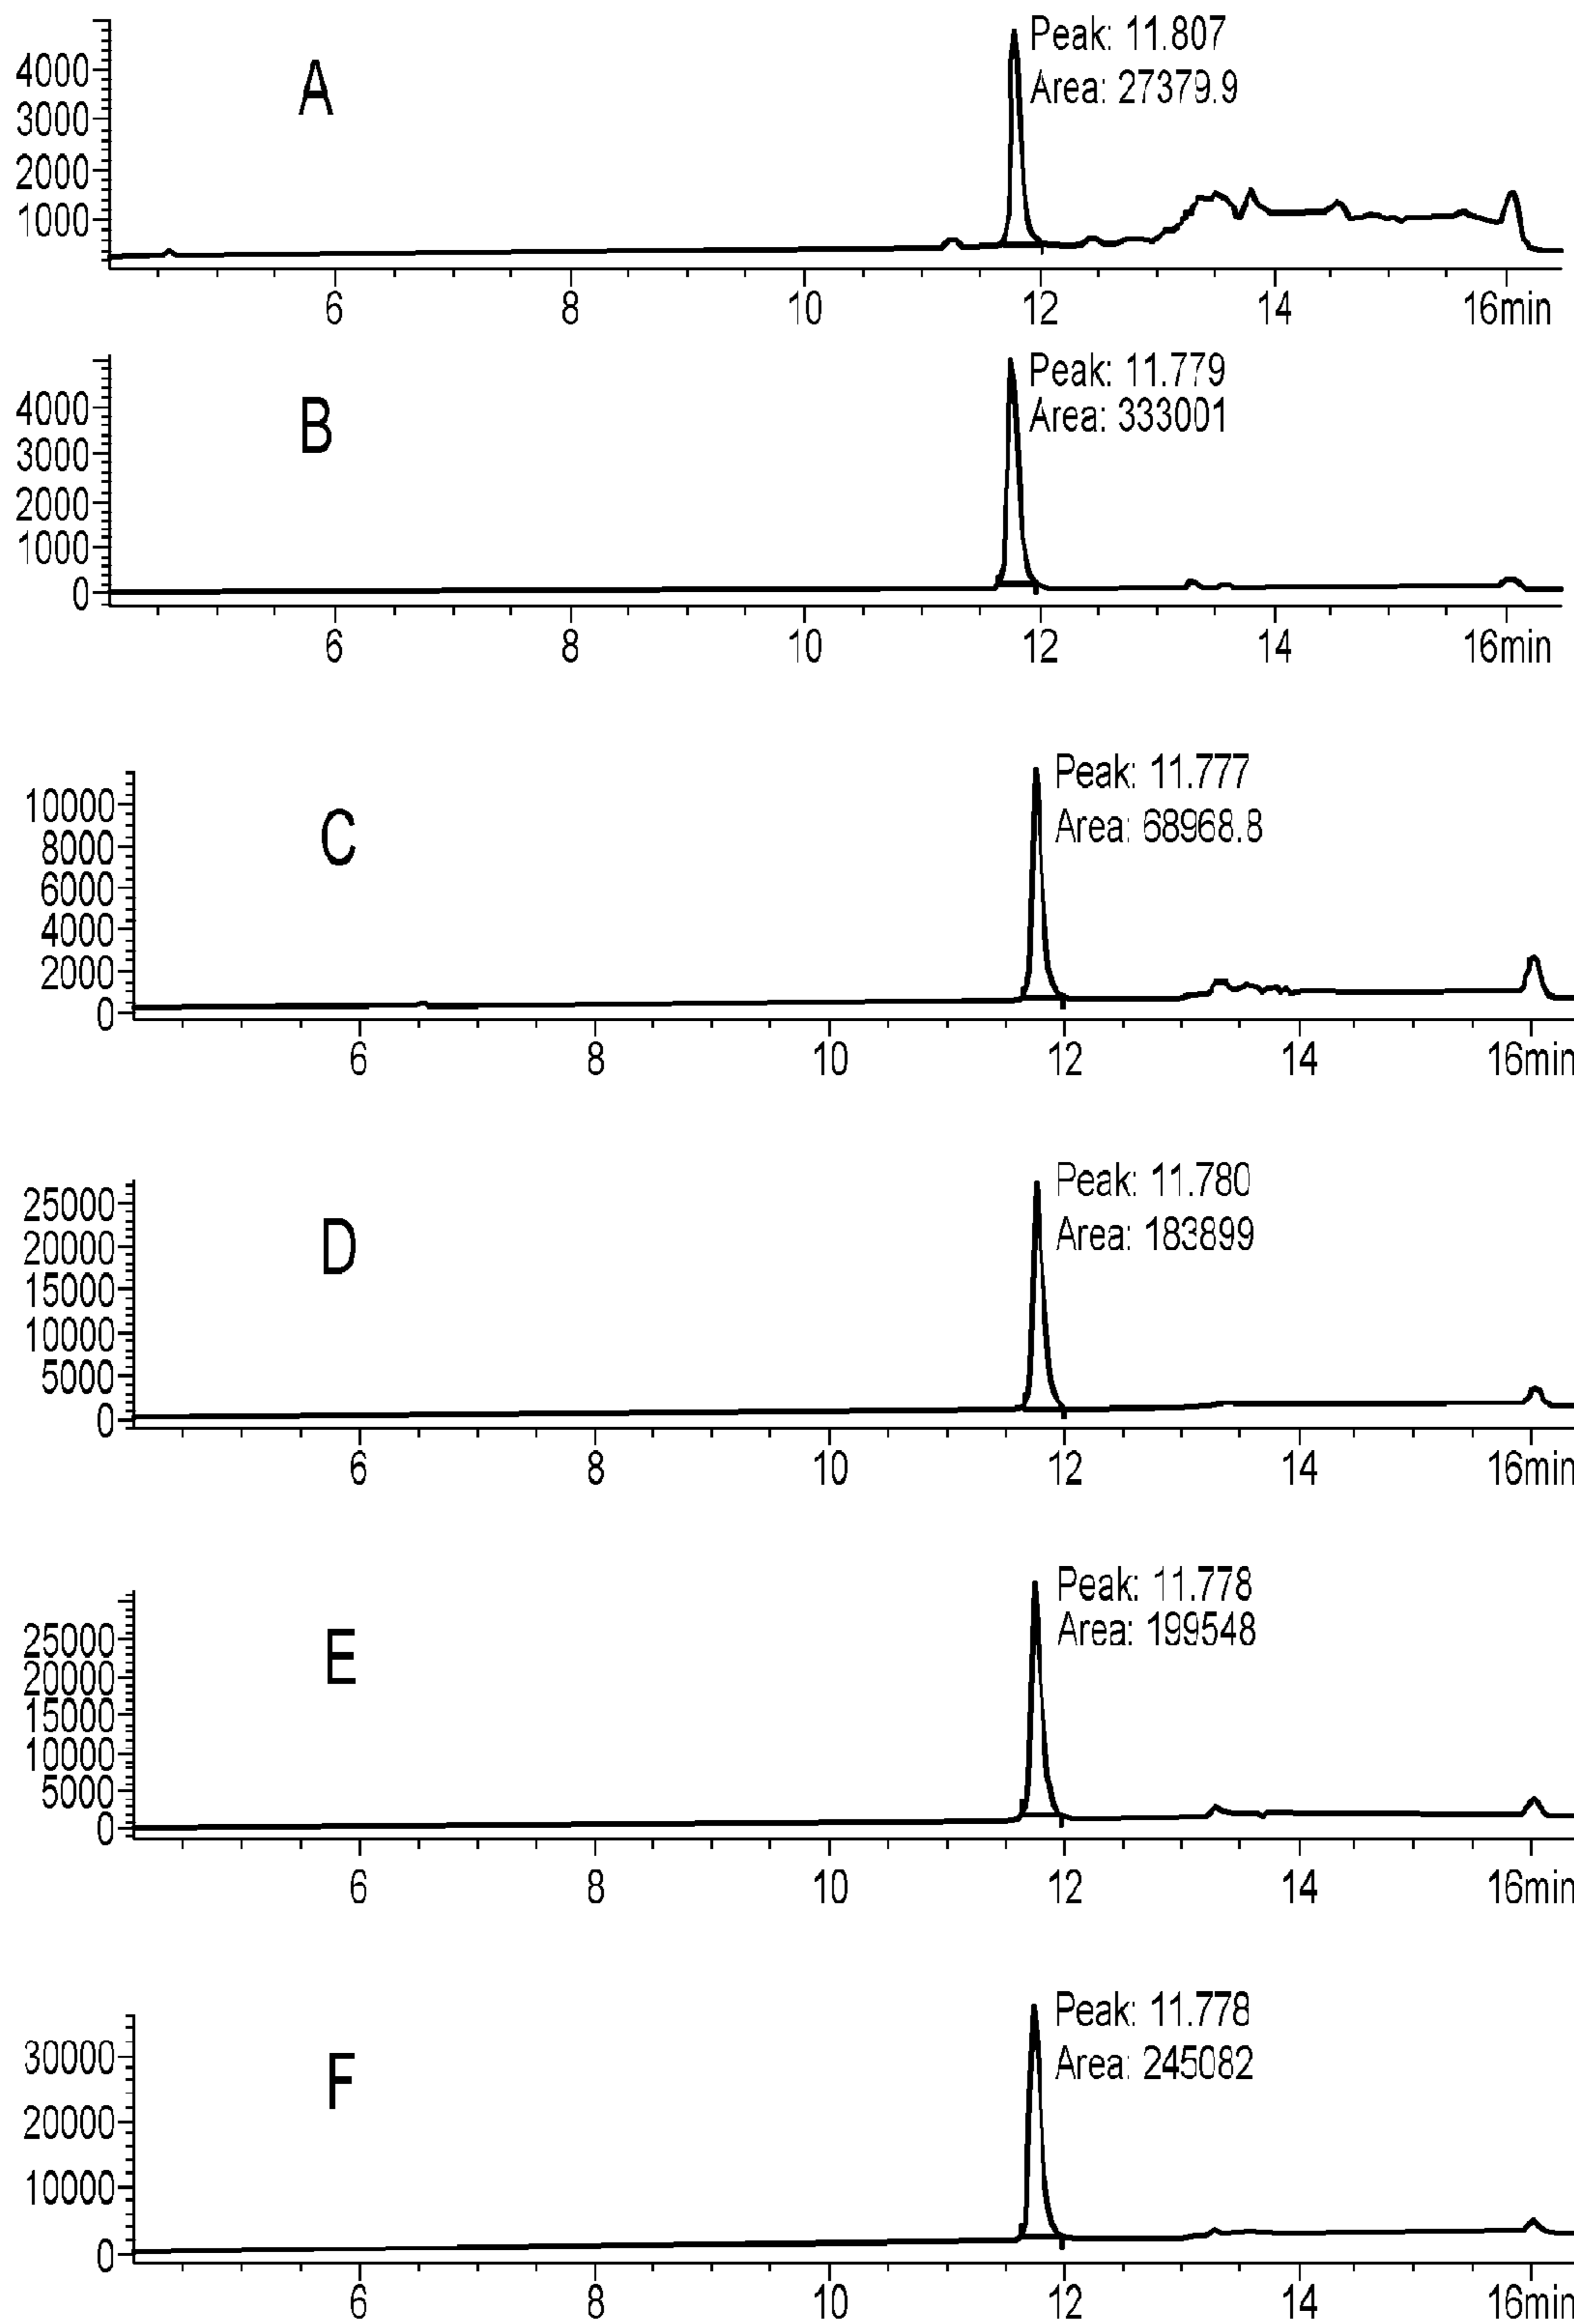 Peak: 11.807
Area: 27379.9
A
4000
3000
2000
1000
6 8 10 12 14 16min
Peak: 11.779
Area: 333001
B
4000
3000
2000
1000
0
6 8 10 12 14 16min
Peak: 11.777
Area: 68968.8
C
10000
8000
6000
4000
2000
0
6 8 10 12 14 16min
Peak: 11.780
Area: 183899
D
25000
20000
15000
10000
5000
0
6 8 10 12 14 16min
Peak: 11.778
Area: 199548
E
25000
20000
15000
10000
5000
0
6 8 10 12 14 16min
Peak: 11.778
Area: 245082
F
30000
20000
10000
0
6 8 10 12 14 16min